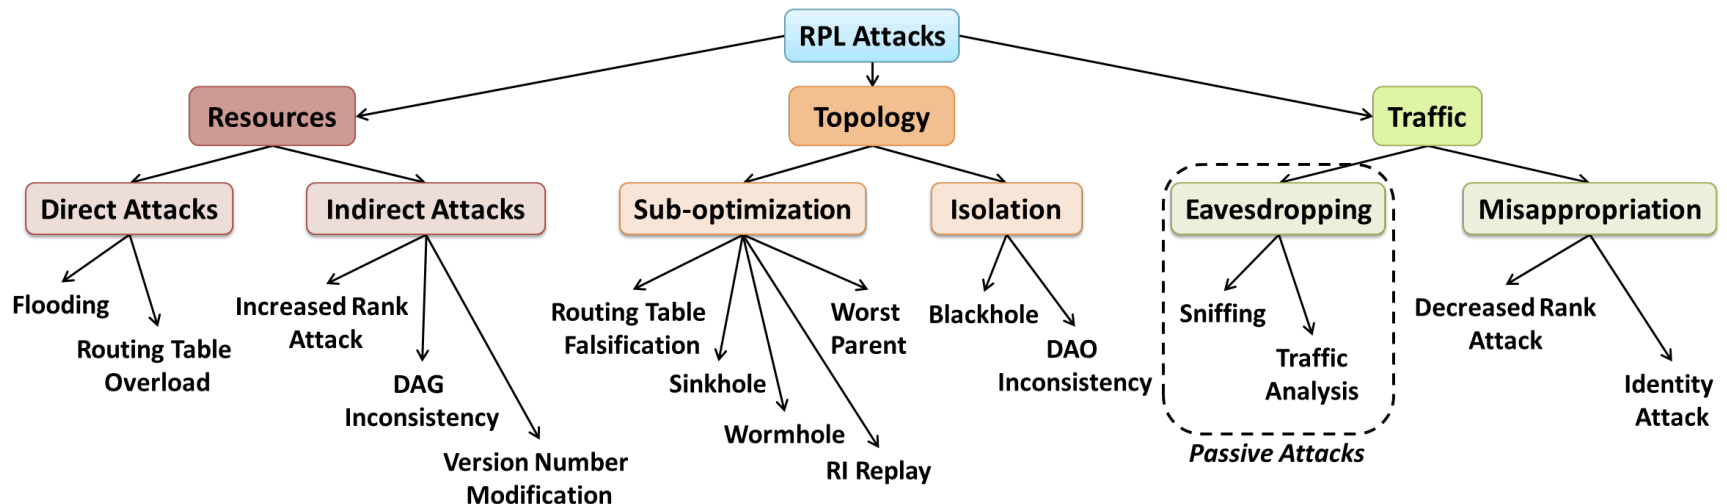 RPL Attacks
Resources
Topology
Traffic
Direct Attacks
Indirect Attacks
Sub-optimization
Isolation
Eavesdropping
Misappropriation
Flooding
Routing Table
Overload
Increased Rank
Attack
DAG
Inconsistency
Version Number
Modification
Routing Table
Falsification
Sinkhole
Wormhole
RI Replay
Worst
Parent
Blackhole
DAO
Inconsistency
Sniffing
Traffic
Analysis
Passive Attacks
Decreased Rank
Attack
Identity
Attack